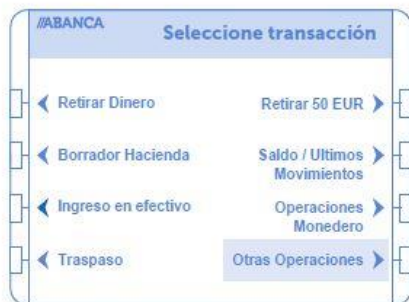 //ABANCA
Seleccione transacción
Retirar Dinero
Retirar 50 EUR
Borrador Hacienda
Saldo / Ultimos
Movimientos
Ingreso en efectivo
Operaciones
Monedero
Traspaso
Otras Operaciones